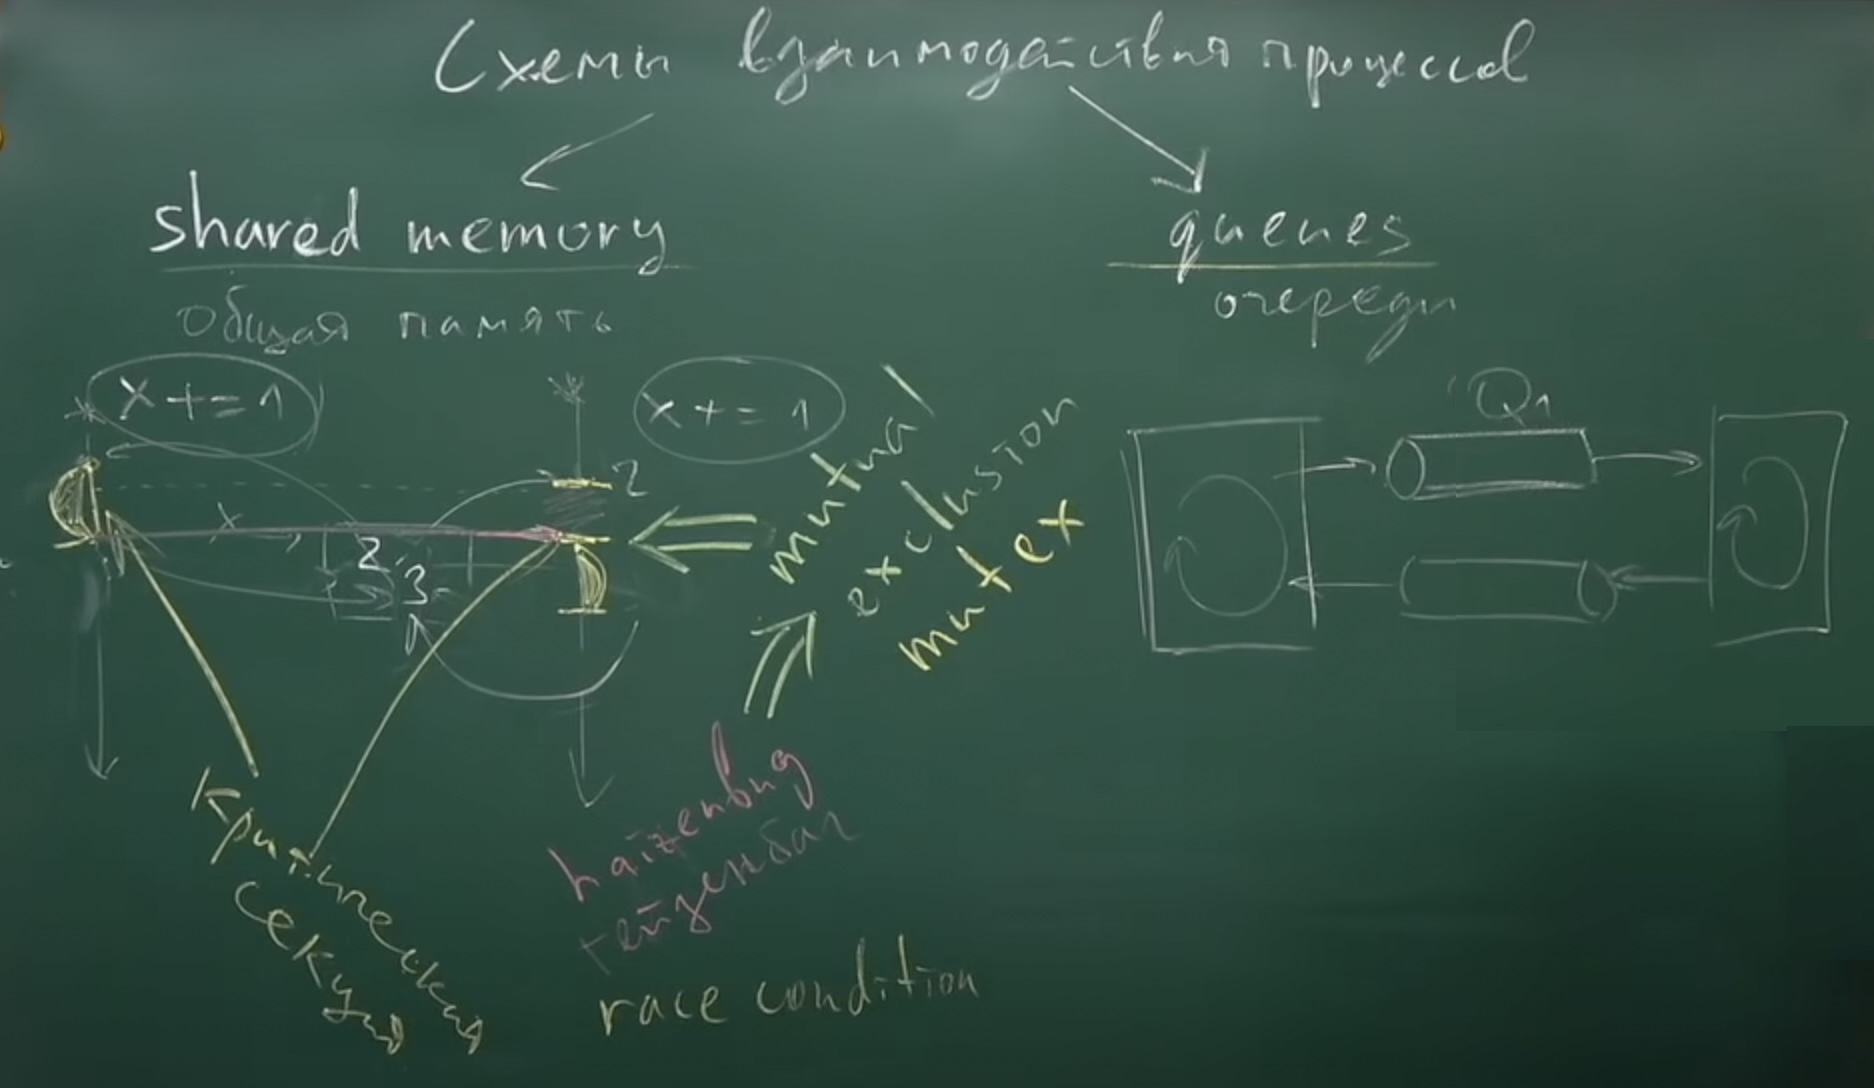 Схемы взаимодействия процессов
shared memory
общая память
queues
очереди
x += 1
x += 1
Q1
2
x
2
3
mutual
exclusion
mutex
haizenbug
гейзенбаг
race condition
критическая
секция